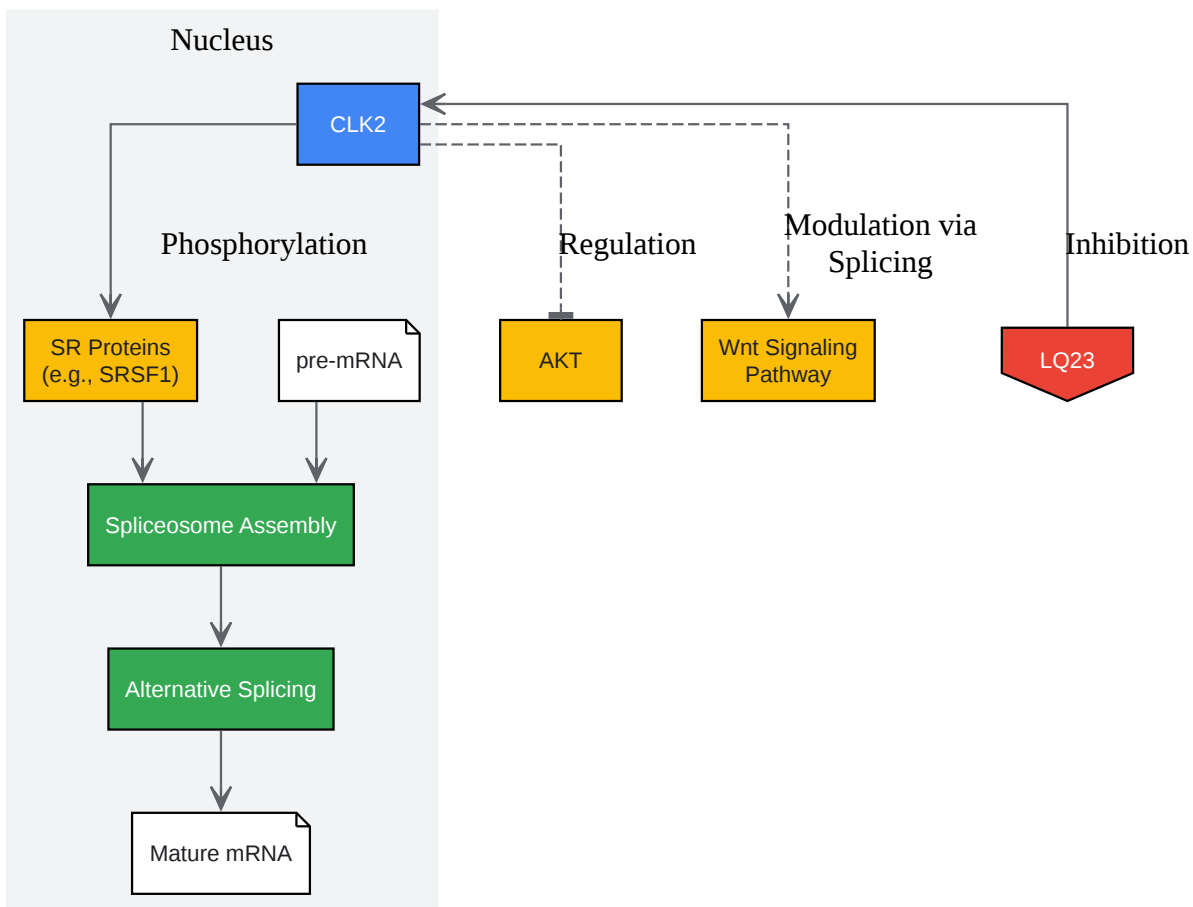 Nucleus
CLK2
Phosphorylation
Regulation
Modulation via
Splicing
Inhibition
SR Proteins
(e.g., SRSF1)
pre-mRNA
AKT
Wnt Signaling
Pathway
LQ23
Spliceosome Assembly
Alternative Splicing
Mature mRNA